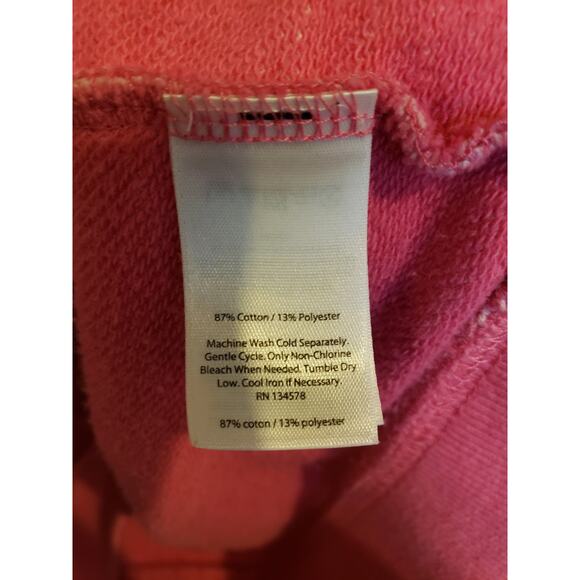 87% Cotton / 13% Polyester
Machine Wash Cold Separately.
Gentle Cycle. Only Non-Chlorine
Bleach When Needed. Tumble Dry
Low. Cool Iron If Necessary.
RN 134578
87% coton / 13% polyester